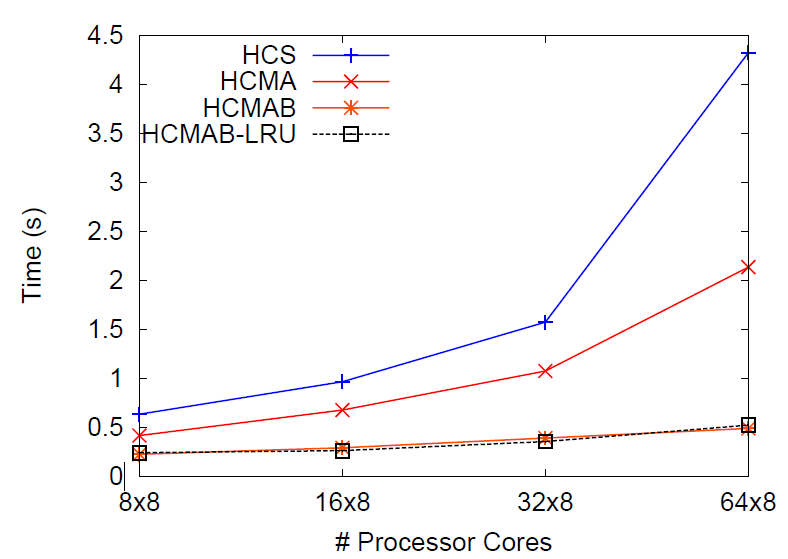 4.5
4
3.5
3
2.5
2
1.5
1
0.5
0
Time (s)
HCS
HCMA
HCMAB
HCMAB-LRU
8x8 16x8 32x8 64x8
# Processor Cores